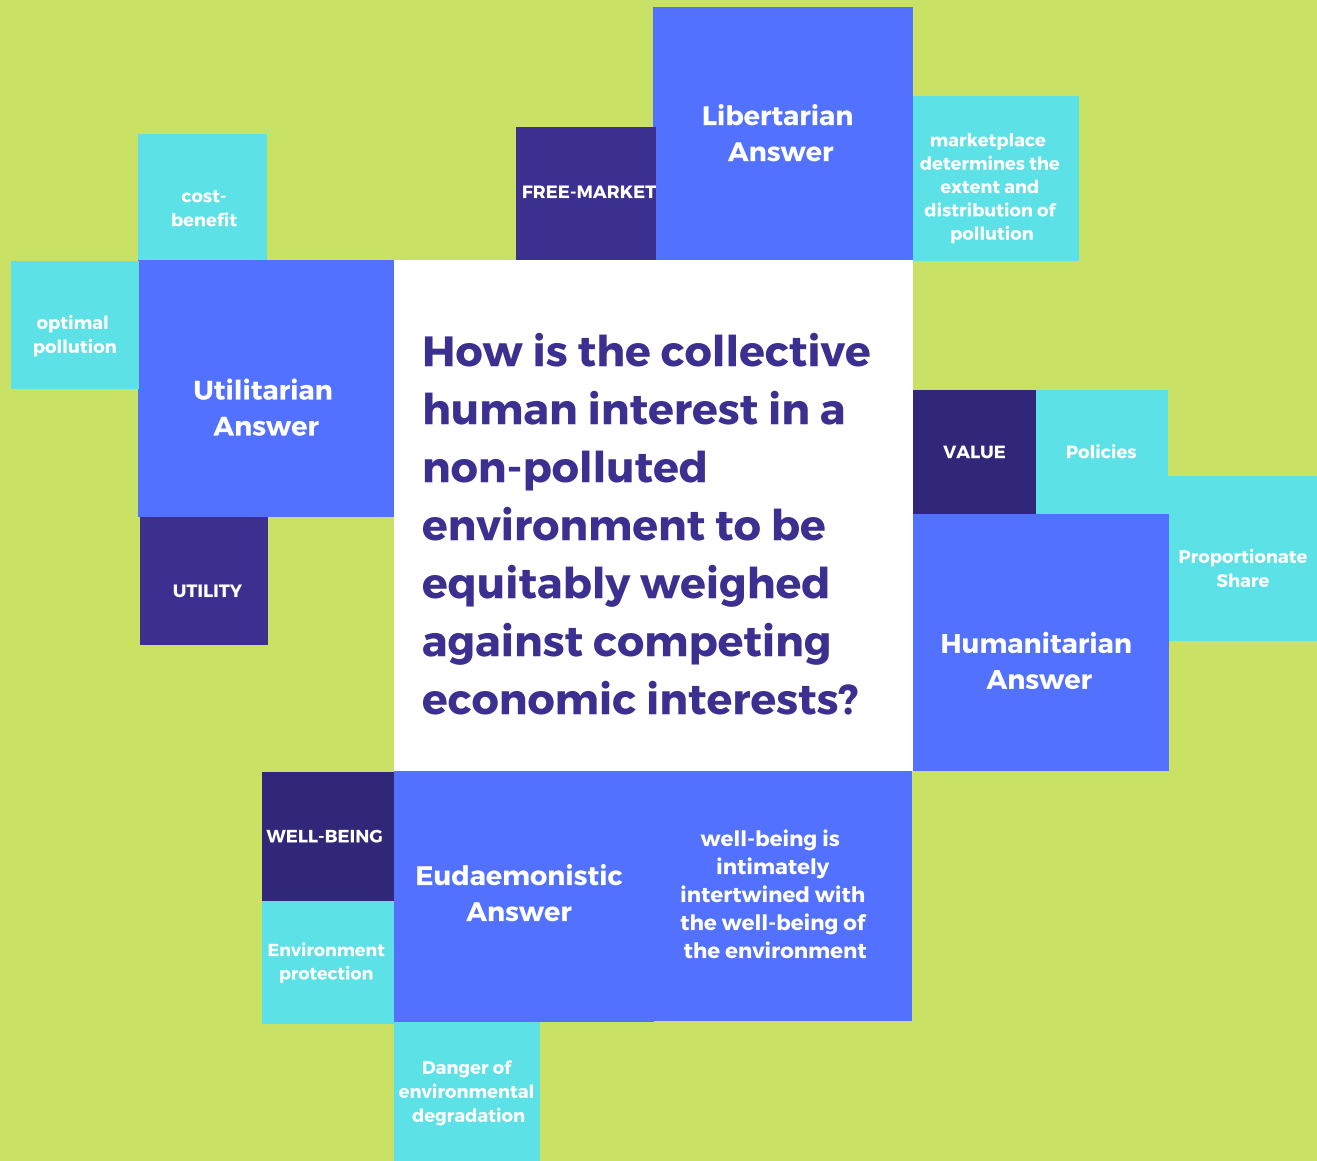 Libertarian
Answer
FREE-MARKET
marketplace
determines the
extent and
distribution of
pollution
cost-
benefit
optimal
pollution
Utilitarian
Answer
UTILITY
How is the collective
human interest in a
non-polluted
environment to be
equitably weighed
against competing
economic interests?
VALUE
Policies
Proportionate
Share
Humanitarian
Answer
WELL-BEING
Eudaemonistic
Answer
well-being is
intimately
intertwined with
the well-being of
the environment
Environment
protection
Danger of
environmental
degradation